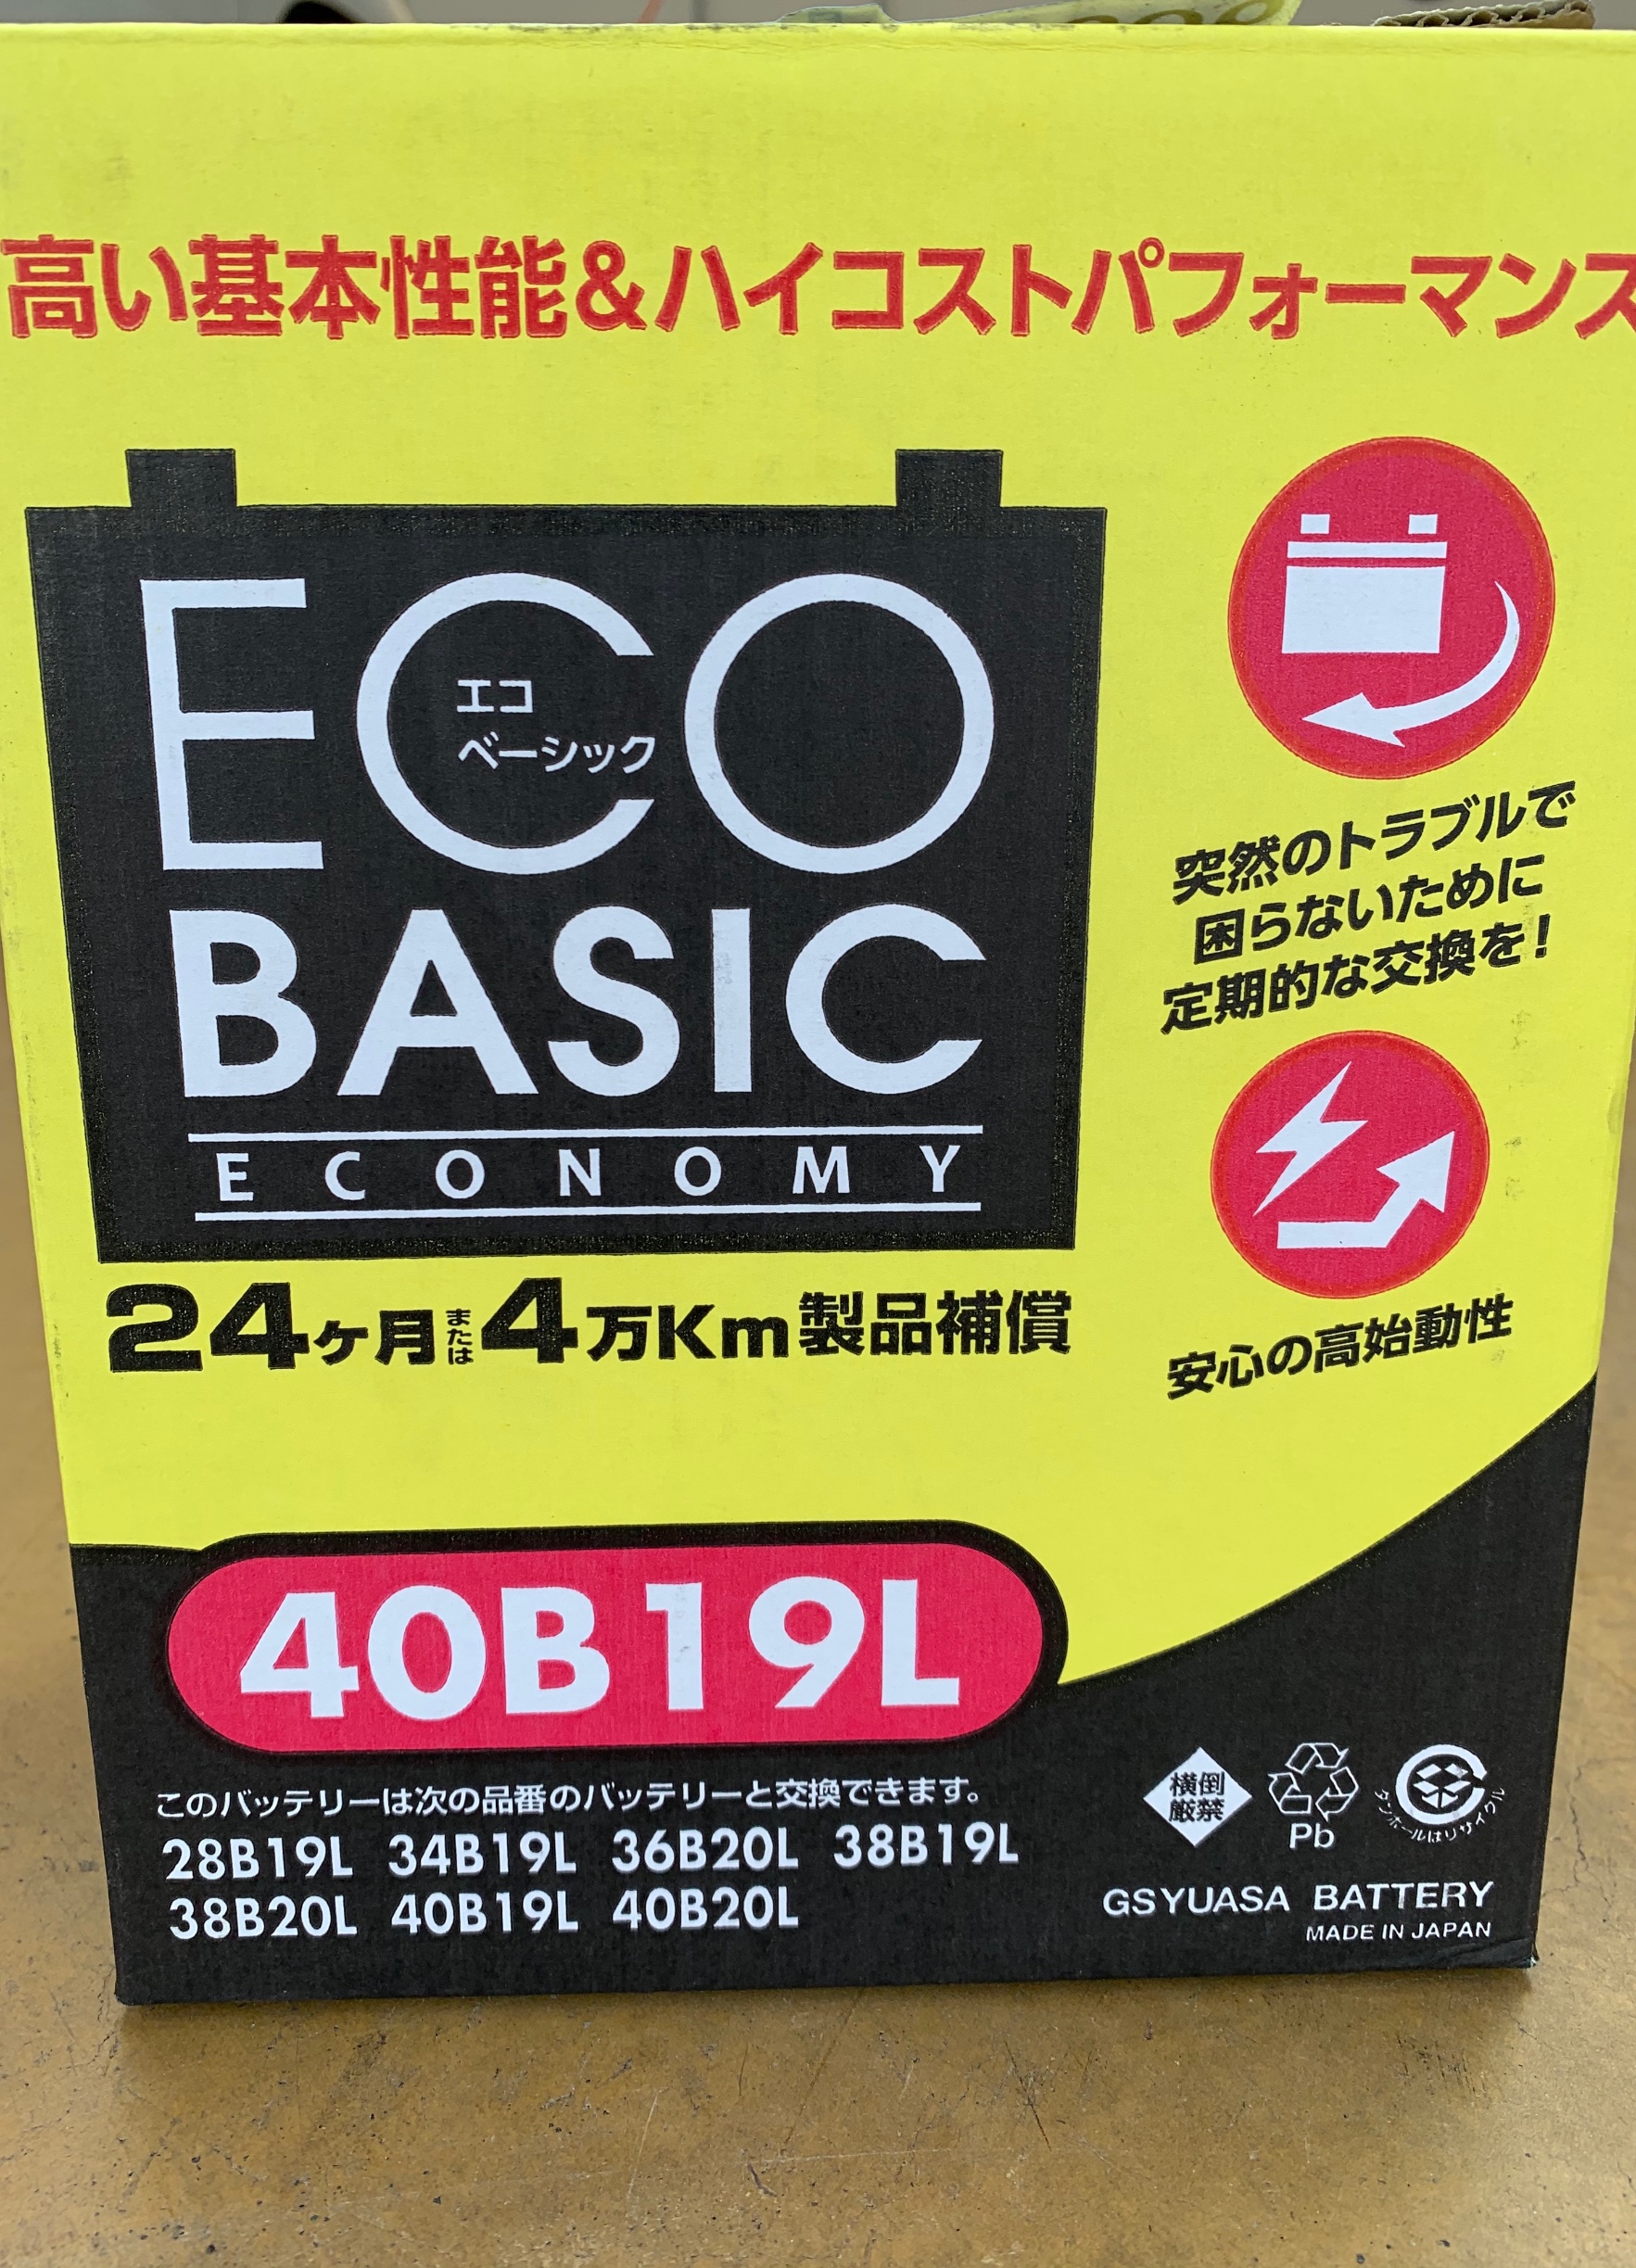 高い基本性能&ハイコストパフォーマンス
ECO
エコ
ベーシック
BASIC
ECONOMY
24ヶ月または4万Km製品補償
突然のトラブルで
困らないために
定期的な交換を!
安心の高始動性
40B19L
このバッテリーは次の品番のバッテリーと交換できます。
28B19L 34B19L 36B20L 38B19L
38B20L 40B19L 40B20L
横倒
厳禁
Pb
ダンボールはリサイクル
GSYUASA BATTERY
MADE IN JAPAN